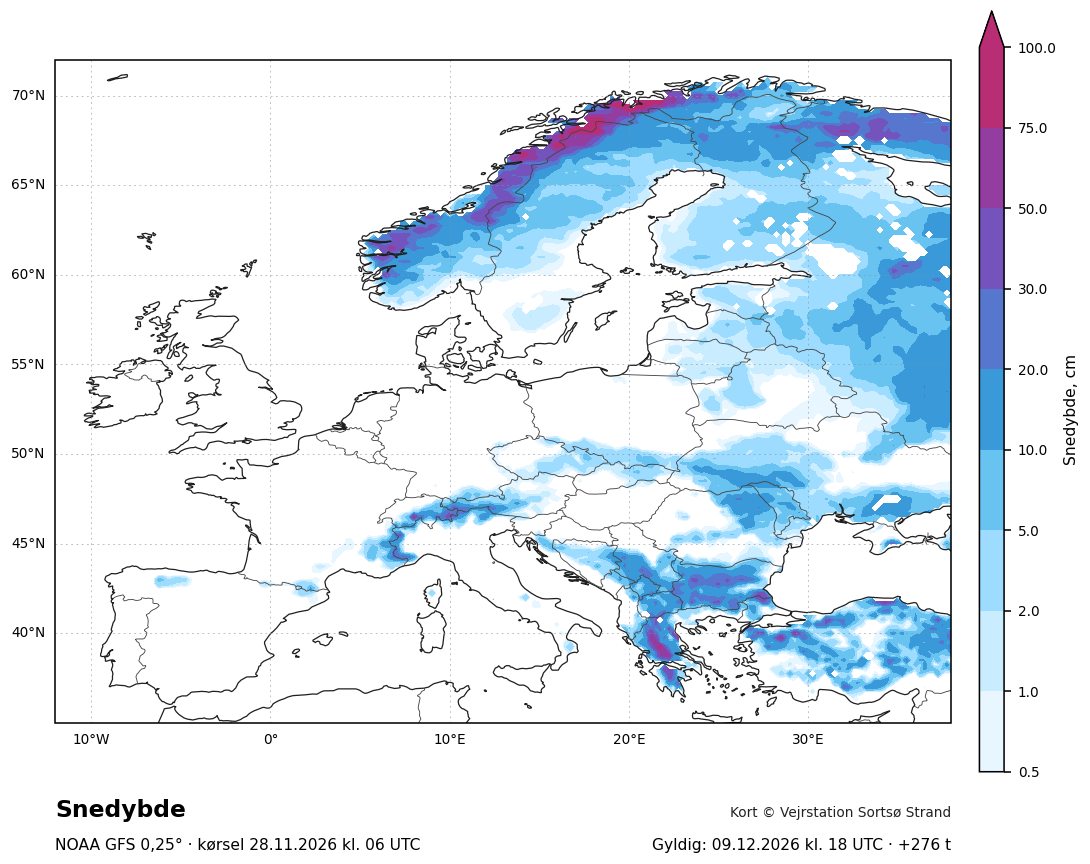 70°N
65°N
60°N
55°N
50°N
45°N
40°N
10°W 0° 10°E 20°E 30°E
100.0
75.0
50.0
30.0
20.0
10.0
5.0
2.0
1.0
0.5
Snedybde, cm
Snedybde
Kort © Vejrstation Sortsø Strand
NOAA GFS 0,25° · kørsel 28.11.2026 kl. 06 UTC
Gyldig: 09.12.2026 kl. 18 UTC · +276 t